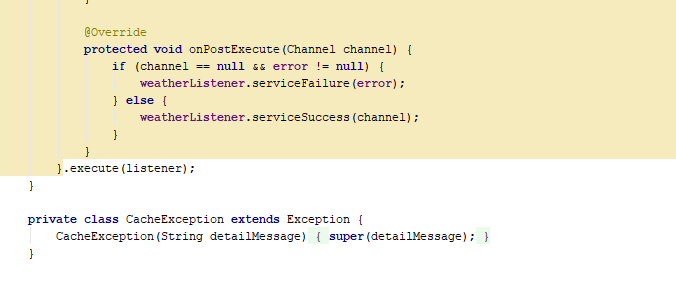 }
@Override
protected void onPostExecute(Channel channel) {
if (channel == null && error != null) {
weatherListener.serviceFailure(error);
} else {
weatherListener.serviceSuccess(channel);
}
}
}.execute(listener);
}
private class CacheException extends Exception {
CacheException(String detailMessage) { super(detailMessage); }
}